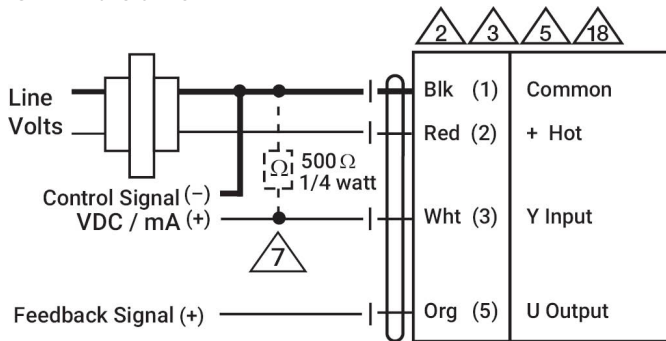 2 3 5 18
Line
Volts
Blk (1) Common
Red (2) + Hot
Ω 500Ω
1/4 watt
Control Signal (−)
VDC / mA (+)
Wht (3) Y Input
7
Feedback Signal (+)
Org (5) U Output